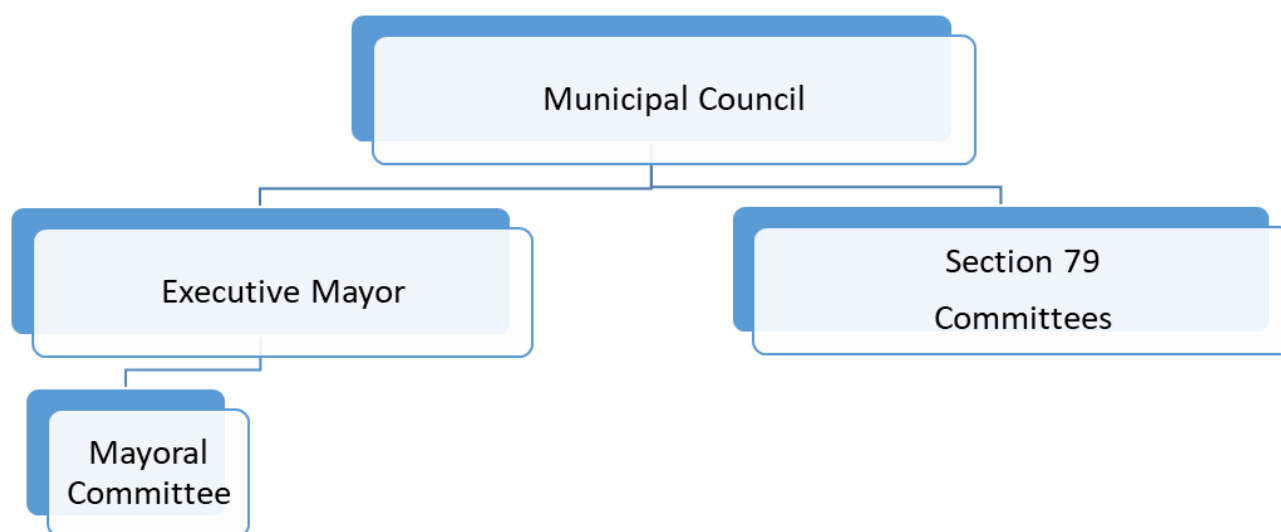 Municipal Council
Executive Mayor
Section 79
Committees
Mayoral
Committee